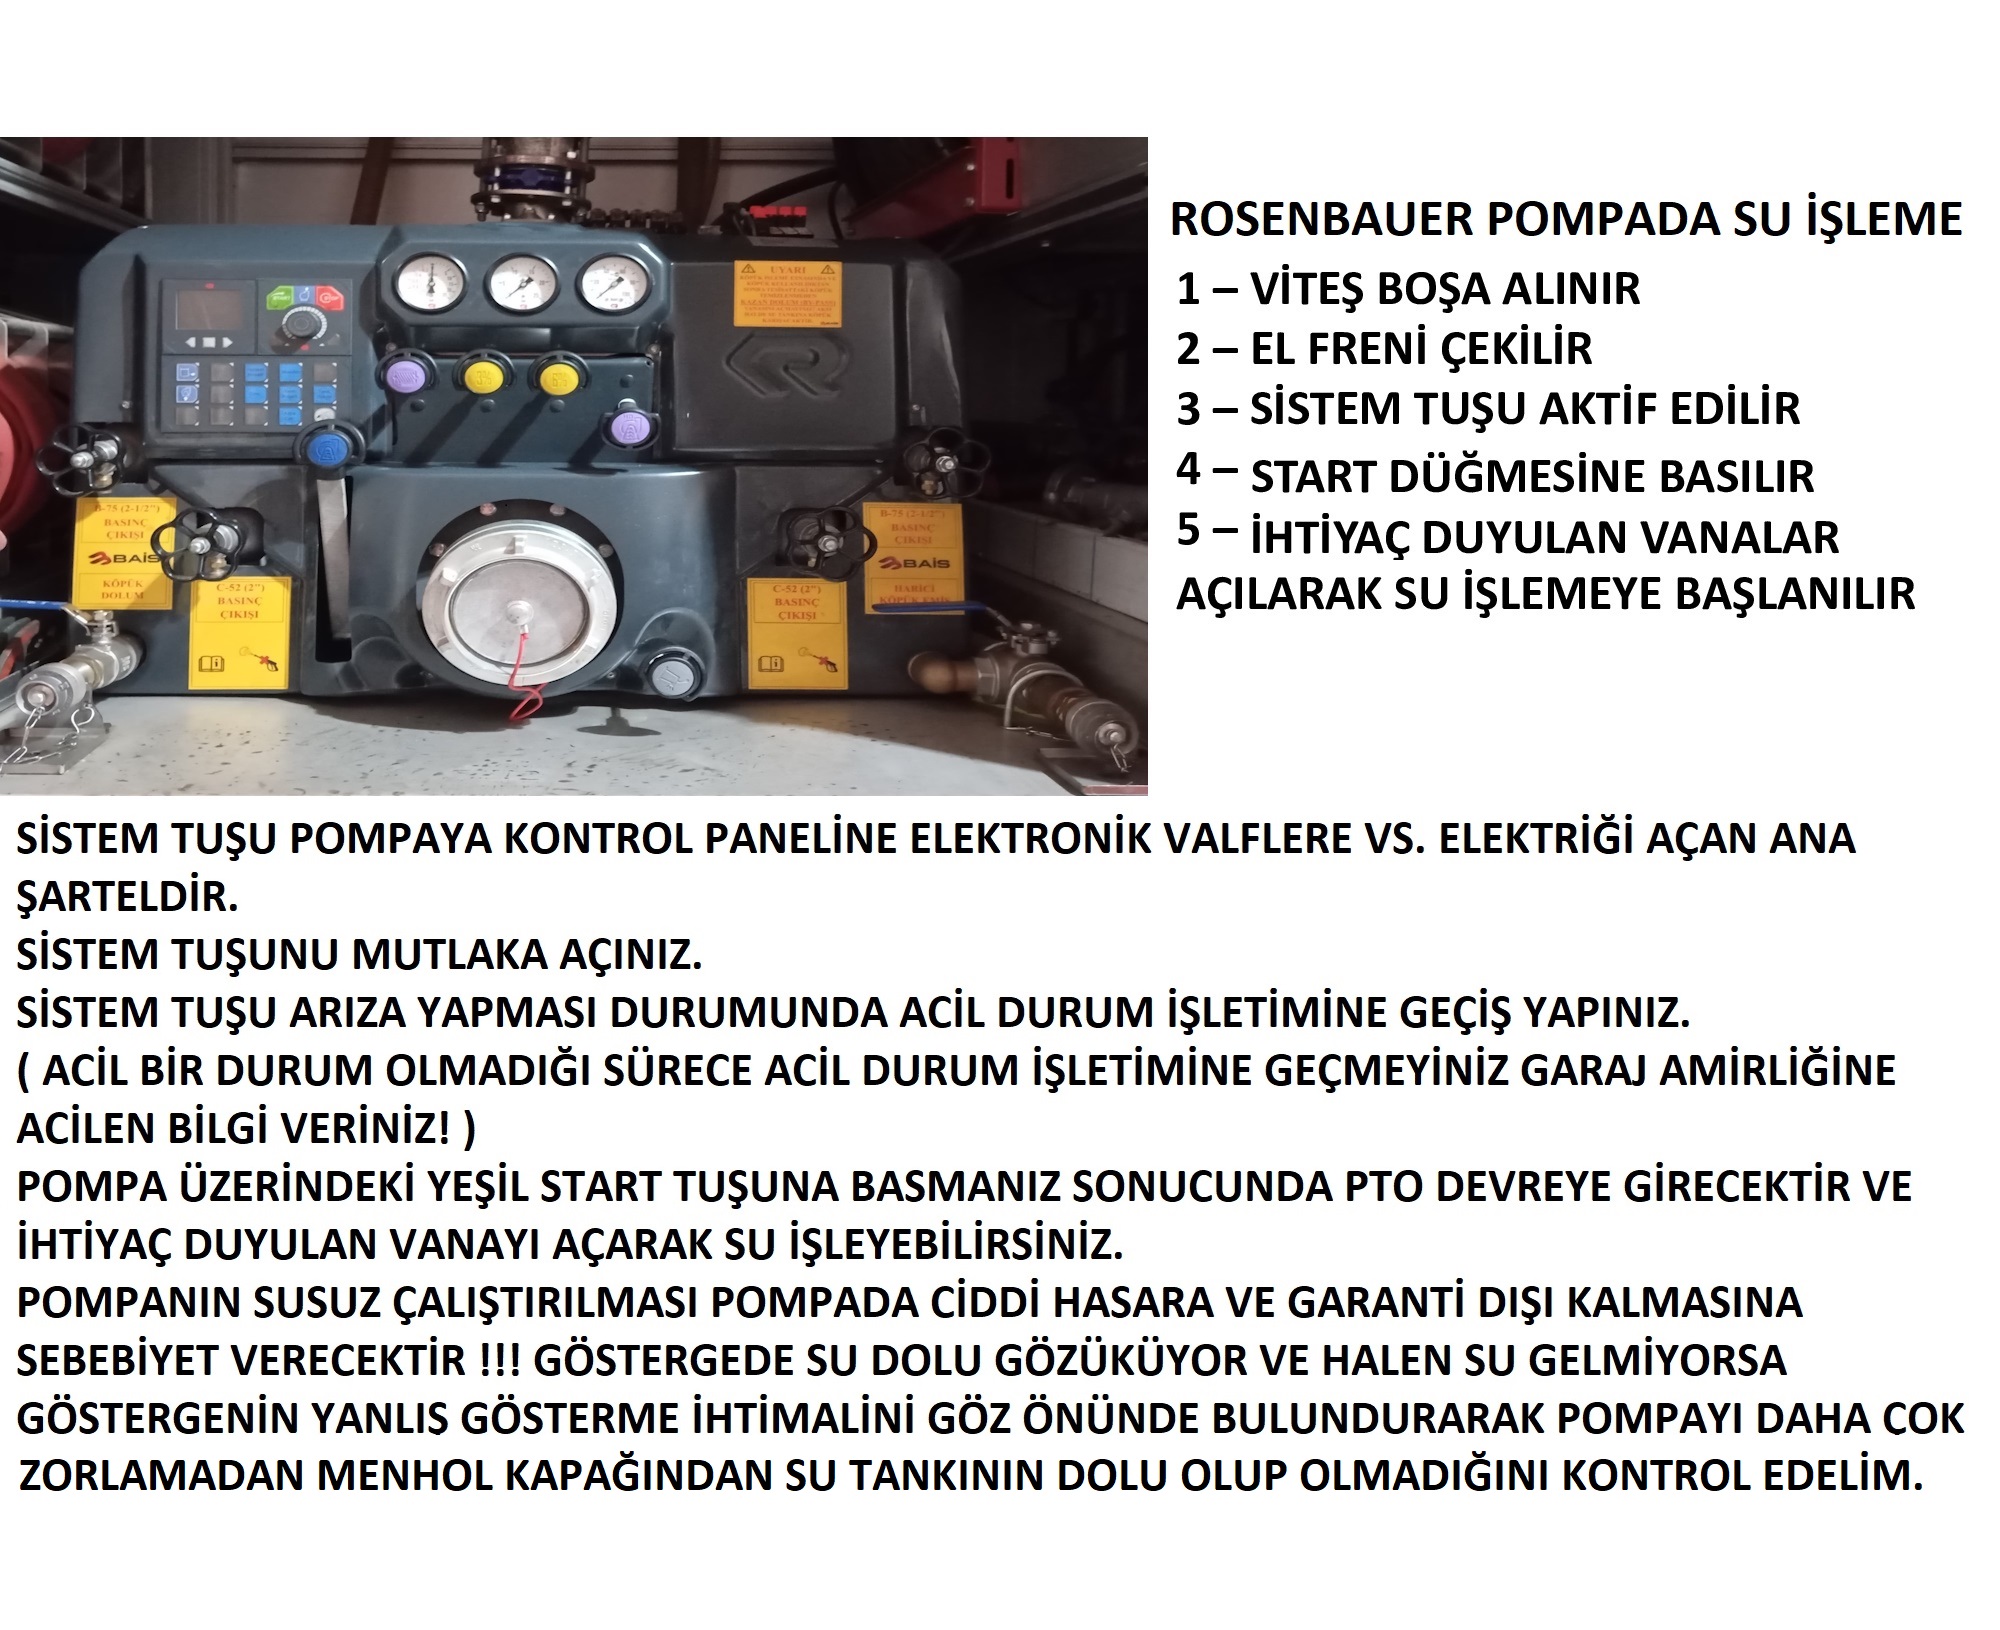 ROSENBAUER POMPADA SU İŞLEME
1 – VİTEŞ BOŞA ALINIR
2 – EL FRENİ ÇEKİLİR
3 – SİSTEM TUŞU AKTİF EDİLİR
4 – START DÜĞMESİNE BASILIR
5 – İHTİYAÇ DUYULAN VANALAR
AÇILARAK SU İŞLEMEYE BAŞLANILIR
UYARI
START
STOP
B-75 (2-1/2")
BASINÇ
ÇIKIŞI
BAİS
KÖPÜK
DOLUM
C-52 (2")
BASINÇ
ÇIKIŞI
C-52 (2")
BASINÇ
ÇIKIŞI
B-75 (2-1/2")
BASINÇ
ÇIKIŞI
BAİS
HARİCİ
KÖPÜK EMİŞ
SİSTEM TUŞU POMPAYA KONTROL PANELİNE ELEKTRONİK VALFLERE VS. ELEKTRİĞİ AÇAN ANA
ŞARTELDİR.
SİSTEM TUŞUNU MUTLAKA AÇINIZ.
SİSTEM TUŞU ARIZA YAPMASI DURUMUNDA ACİL DURUM İŞLETİMİNE GEÇİŞ YAPINIZ.
( ACİL BİR DURUM OLMADIĞI SÜRECE ACİL DURUM İŞLETİMİNE GEÇMEYİNİZ GARAJ AMİRLİĞİNE
ACİLEN BİLGİ VERİNİZ! )
POMPA ÜZERİNDEKİ YEŞİL START TUŞUNA BASMANIZ SONUCUNDA PTO DEVREYE GİRECEKTİR VE
İHTİYAÇ DUYULAN VANAYI AÇARAK SU İŞLEYEBİLİRSİNİZ.
POMPANIN SUSUZ ÇALIŞTIRILMASI POMPADA CİDDİ HASARA VE GARANTİ DIŞI KALMASINA
SEBEBİYET VERECEKTİR !!! GÖSTERGEDE SU DOLU GÖZÜKÜYOR VE HALEN SU GELMİYORSA
GÖSTERGENİN YANLIŞ GÖSTERME İHTİMALİNİ GÖZ ÖNÜNDE BULUNDURARAK POMPAYI DAHA ÇOK
ZORLAMADAN MENHOL KAPAĞINDAN SU TANKININ DOLU OLUP OLMADIĞINI KONTROL EDELİM.